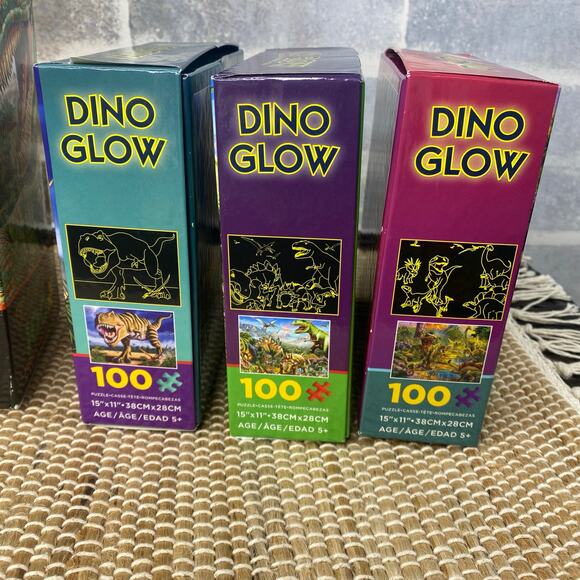 DINO
GLOW
100
PUZZLE•CASSE-TÊTE•ROMPECABEZAS
15"x11"•38CMx28CM
AGE/ÂGE/EDAD 5+
DINO
GLOW
100
PUZZLE•CASSE-TÊTE•ROMPECABEZAS
15"x11"•38CMx28CM
AGE/ÂGE/EDAD 5+
DINO
GLOW
100
PUZZLE•CASSE-TÊTE•ROMPECABEZAS
15"x11"•38CMx28CM
AGE/ÂGE/EDAD 5+